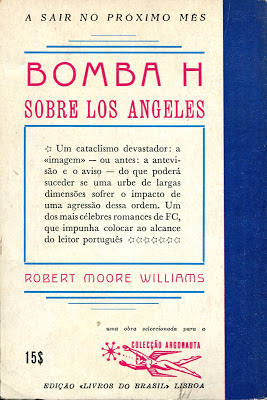 A SAIR NO PRÓXIMO MÊS
BOMBA H
SOBRE LOS ANGELES
Um cataclismo devastador: a
«imagem» — ou antes: a antevi-
são e o aviso — do que poderá
suceder se uma urbe de largas
dimensões sofrer o impacto de
uma agressão dessa ordem. Um
dos mais célebres romances de FC,
que impunha colocar ao alcance
do leitor português
ROBERT MOORE WILLIAMS
uma obra seleccionada para a
COLECÇÃO ARGONAUTA
15$
EDIÇÃO «LIVROS DO BRASIL» LISBOA